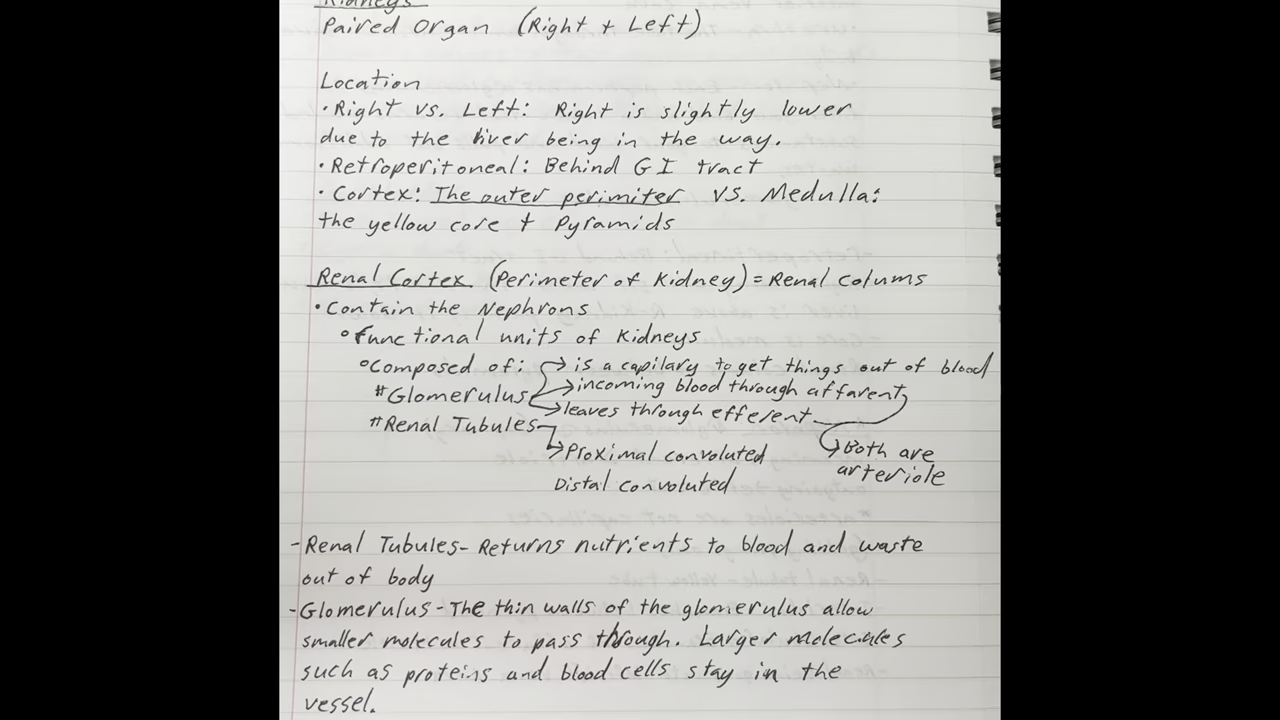 Kidneys
Paired Organ (Right + Left)
Location
• Right vs. Left: Right is slightly lower
due to the liver being in the way.
• Retroperitoneal: Behind GI tract
• Cortex: The outer perimiter vs. Medulla:
the yellow core + Pyramids
Renal Cortex (Perimeter of Kidney) = Renal colums
• Contain the Nephrons
° Functional units of Kidneys
° Composed of: → is a capilary to get things out of blood
# Glomerulus → incoming blood through affarent
→ leaves through efferent
# Renal Tubules
→ Proximal convoluted → Both are
arteriole
Distal convoluted
- Renal Tubules - Returns nutrients to blood and waste
out of body
- Glomerulus - The thin walls of the glomerulus allow
smaller molecules to pass through. Larger molecules
such as proteins and blood cells stay in the
vessel.